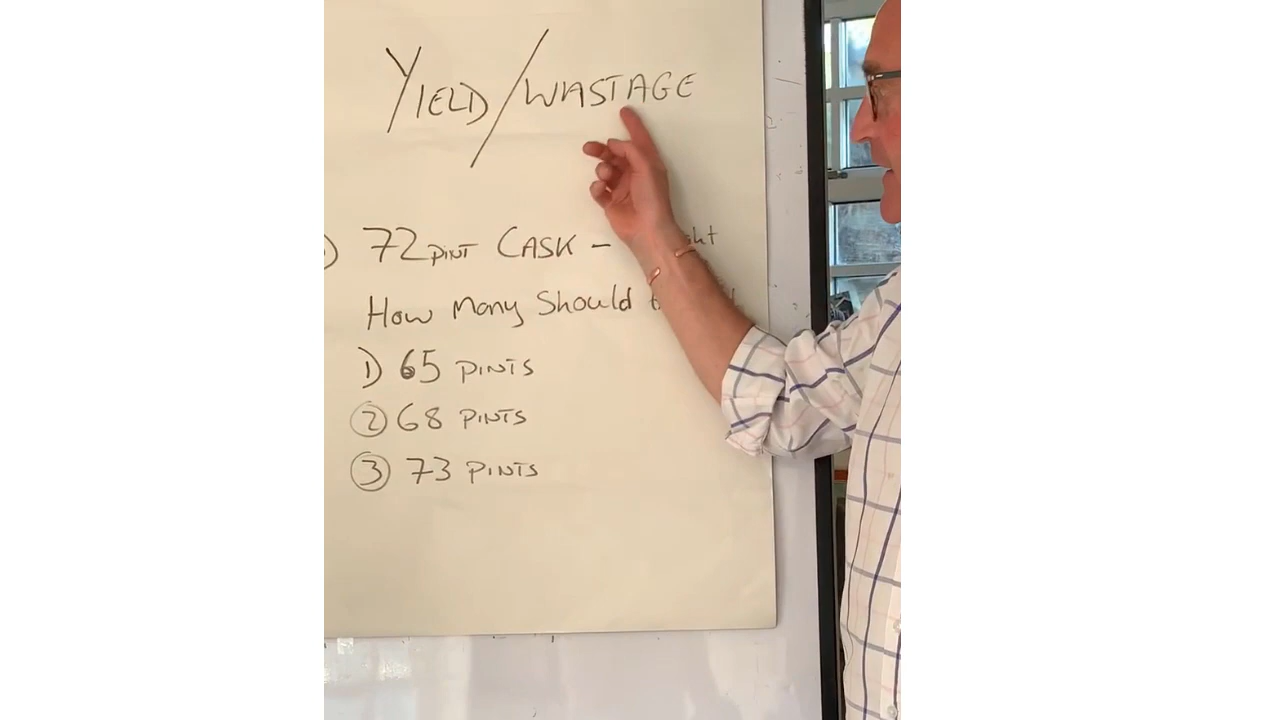 YIELD/WASTAGE
72 PINT CASK –
How Many Should
1) 65 PINTS
2 68 PINTS
3 73 PINTS